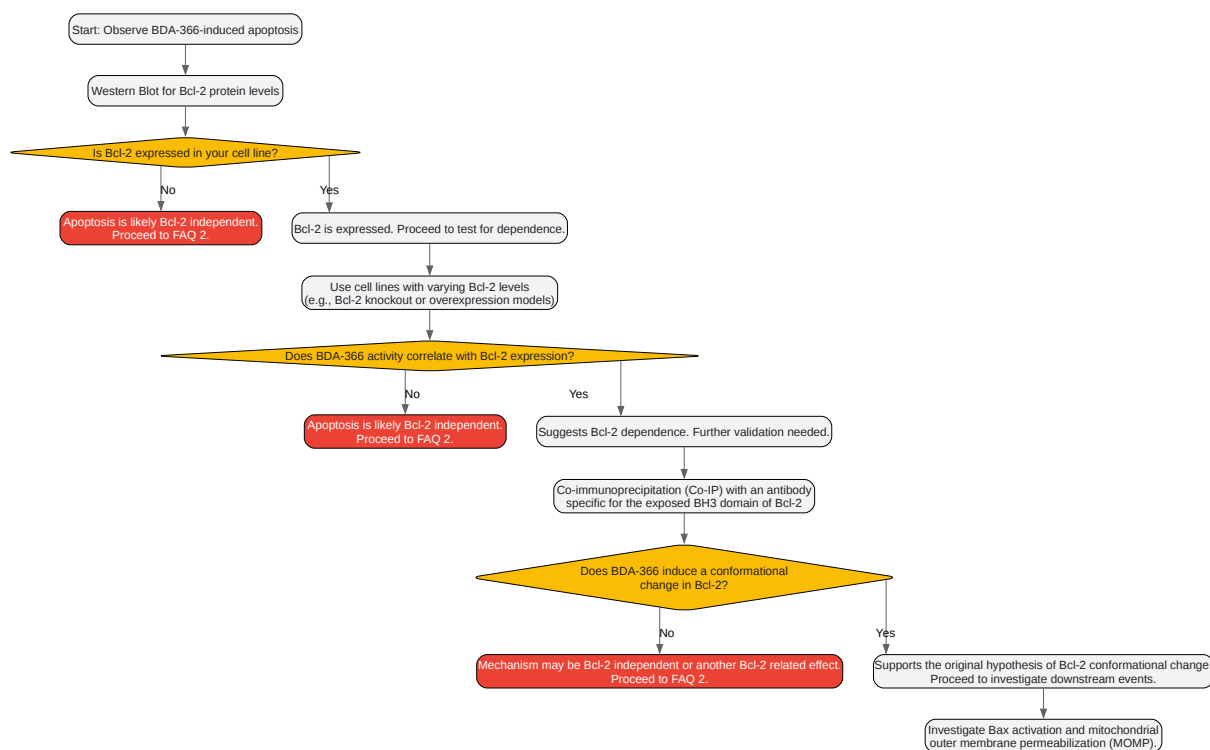 Start: Observe BDA-366-induced apoptosis
Western Blot for Bcl-2 protein levels
Is Bcl-2 expressed in your cell line?
No
Yes
Apoptosis is likely Bcl-2 independent.
Proceed to FAQ 2.
Bcl-2 is expressed. Proceed to test for dependence.
Use cell lines with varying Bcl-2 levels
(e.g., Bcl-2 knockout or overexpression models)
Does BDA-366 activity correlate with Bcl-2 expression?
No
Yes
Apoptosis is likely Bcl-2 independent.
Proceed to FAQ 2.
Suggests Bcl-2 dependence. Further validation needed.
Co-immunoprecipitation (Co-IP) with an antibody
specific for the exposed BH3 domain of Bcl-2
Does BDA-366 induce a conformational
change in Bcl-2?
No
Yes
Mechanism may be Bcl-2 independent or another Bcl-2 related effect.
Proceed to FAQ 2.
Supports the original hypothesis of Bcl-2 conformational change.
Proceed to investigate downstream events.
Investigate Bax activation and mitochondrial
outer membrane permeabilization (MOMP).